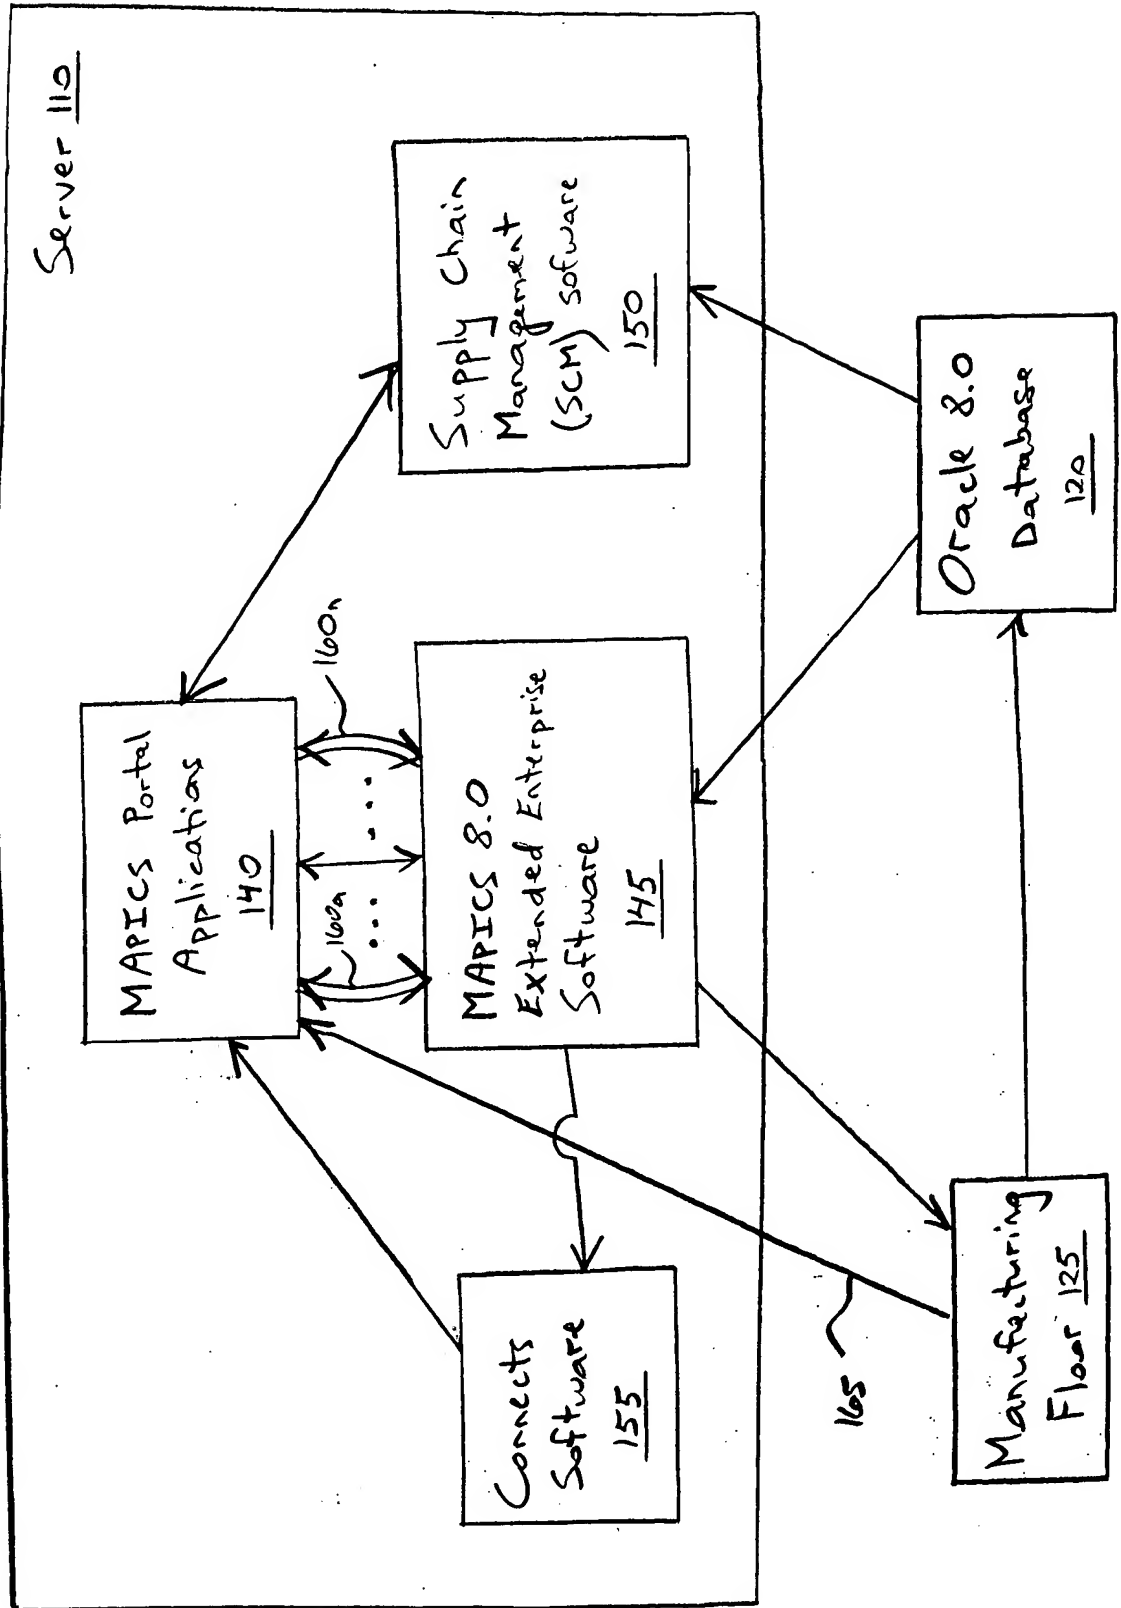 Server 110
MAPICS Portal
Applications
140
160a
160n
MAPICS 8.0
Extended Enterprise
Software
145
Supply Chain
Management
(SCM) sofware
150
Connects
Software
155
165
Manufacturing
Floor 125
Oracle 8.0
Database
120